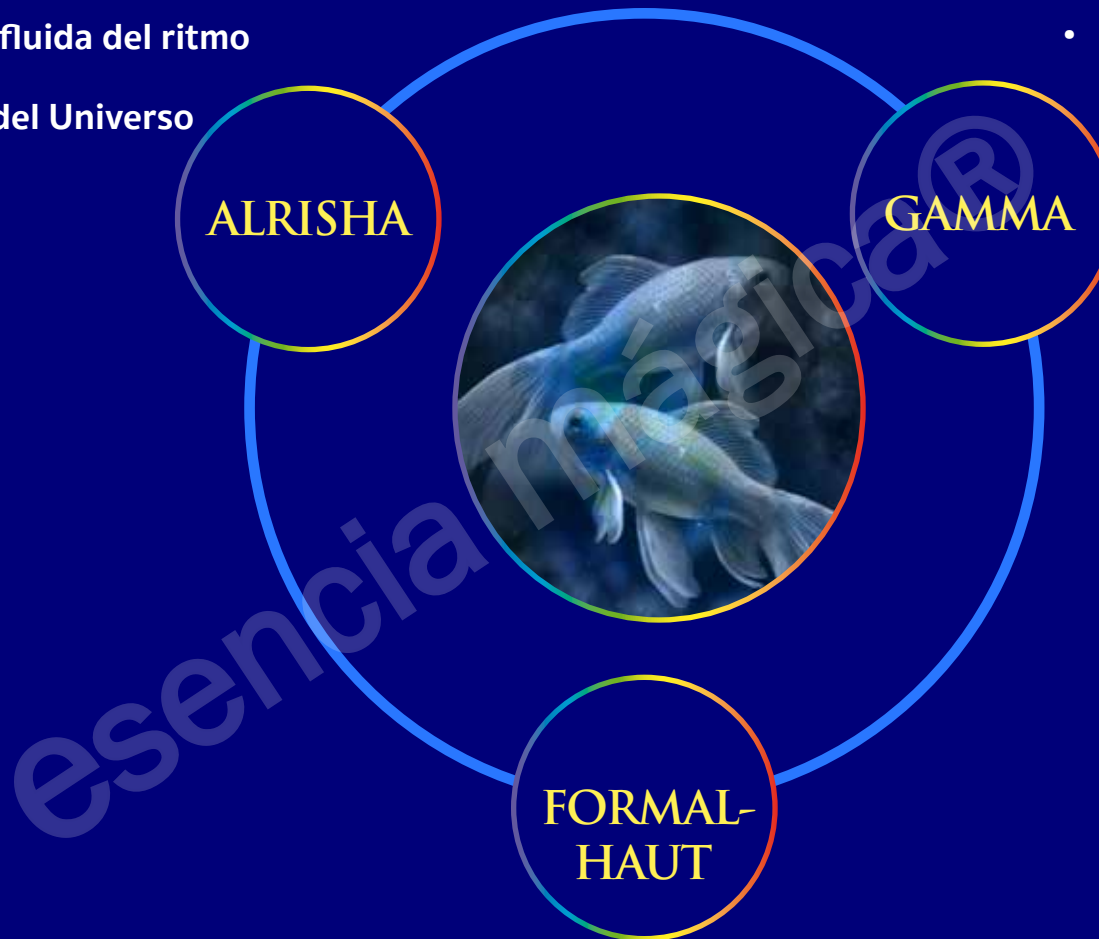 fluida del ritmo
•
del Universo
ALRISHA
GAMMA
FORMAL-
HAUT
esencia mágica®